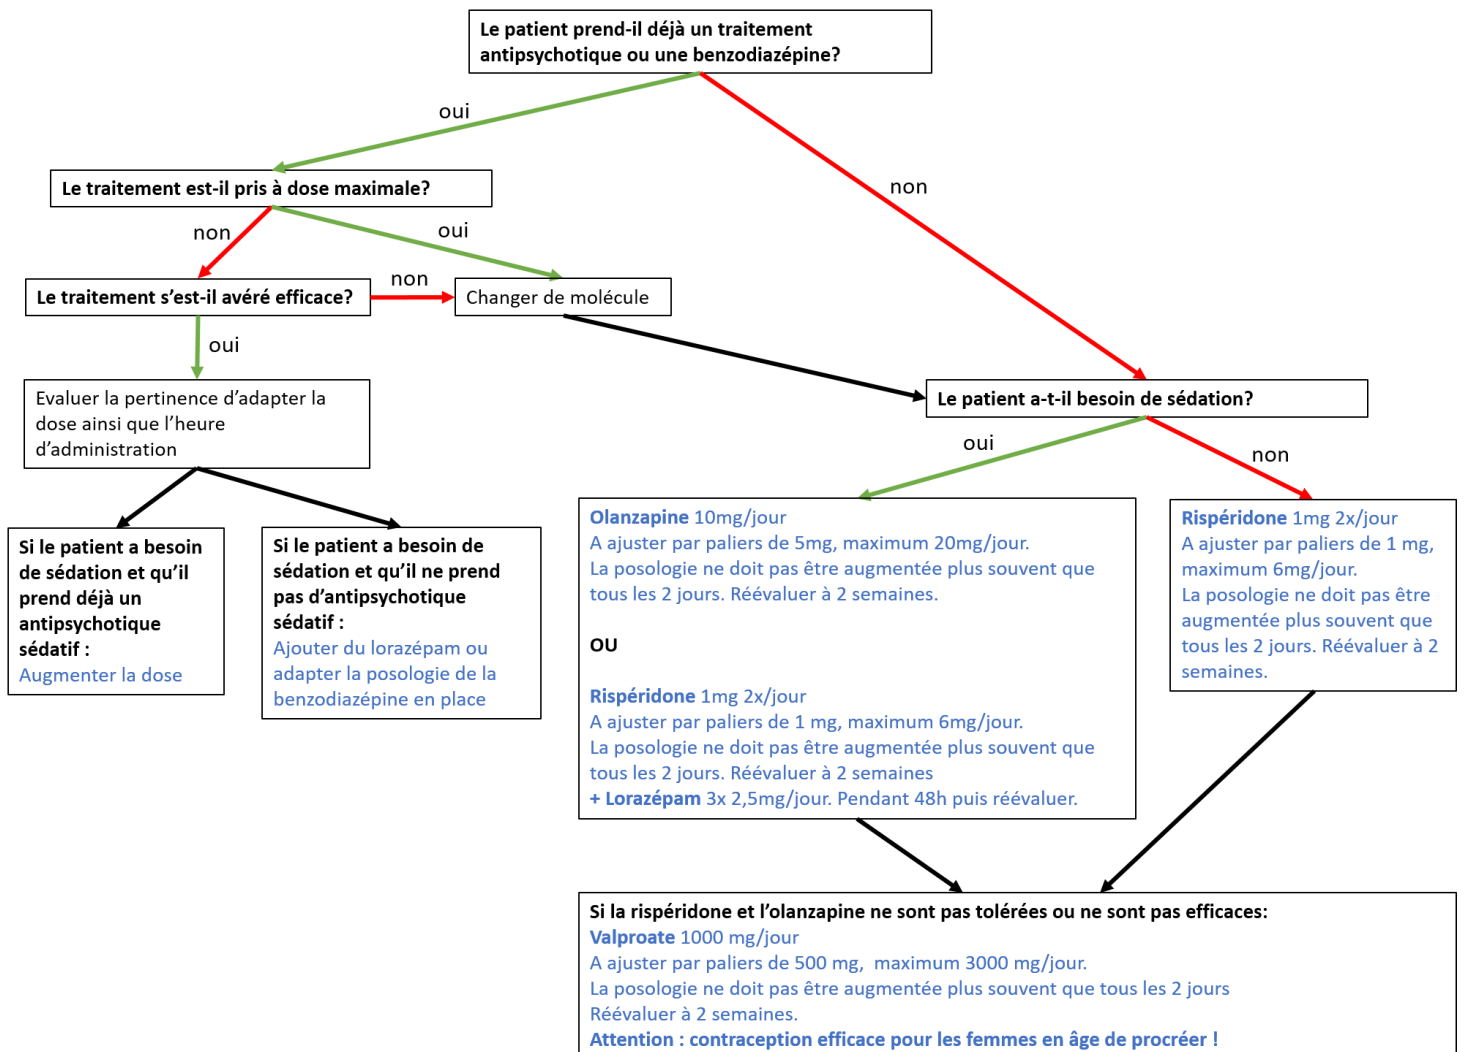 Le patient prend-il déjà un traitement
antipsychotique ou une benzodiazépine?
oui
non
Le traitement est-il pris à dose maximale?
non
oui
Le traitement s'est-il avéré efficace?
non
Changer de molécule
oui
Evaluer la pertinence d'adapter la
dose ainsi que l'heure
d'administration
Le patient a-t-il besoin de sédation?
oui
non
Si le patient a besoin
de sédation et qu'il
prend déjà un
antipsychotique
sédatif :
Augmenter la dose
Si le patient a besoin de
sédation et qu'il ne prend
pas d'antipsychotique
sédatif :
Ajouter du lorazépam ou
adapter la posologie de la
benzodiazépine en place
Olanzapine 10mg/jour
A ajuster par paliers de 5mg, maximum 20mg/jour.
La posologie ne doit pas être augmentée plus souvent que
tous les 2 jours. Réévaluer à 2 semaines.
OU
Rispéridone 1mg 2x/jour
A ajuster par paliers de 1 mg, maximum 6mg/jour.
La posologie ne doit pas être augmentée plus souvent que
tous les 2 jours. Réévaluer à 2 semaines
+ Lorazépam 3x 2,5mg/jour. Pendant 48h puis réévaluer.
Rispéridone 1mg 2x/jour
A ajuster par paliers de 1 mg,
maximum 6mg/jour.
La posologie ne doit pas être
augmentée plus souvent que
tous les 2 jours. Réévaluer à 2
semaines.
Si la rispéridone et l'olanzapine ne sont pas tolérées ou ne sont pas efficaces:
Valproate 1000 mg/jour
A ajuster par paliers de 500 mg,  maximum 3000 mg/jour.
La posologie ne doit pas être augmentée plus souvent que tous les 2 jours
Réévaluer à 2 semaines.
Attention : contraception efficace pour les femmes en âge de procréer !